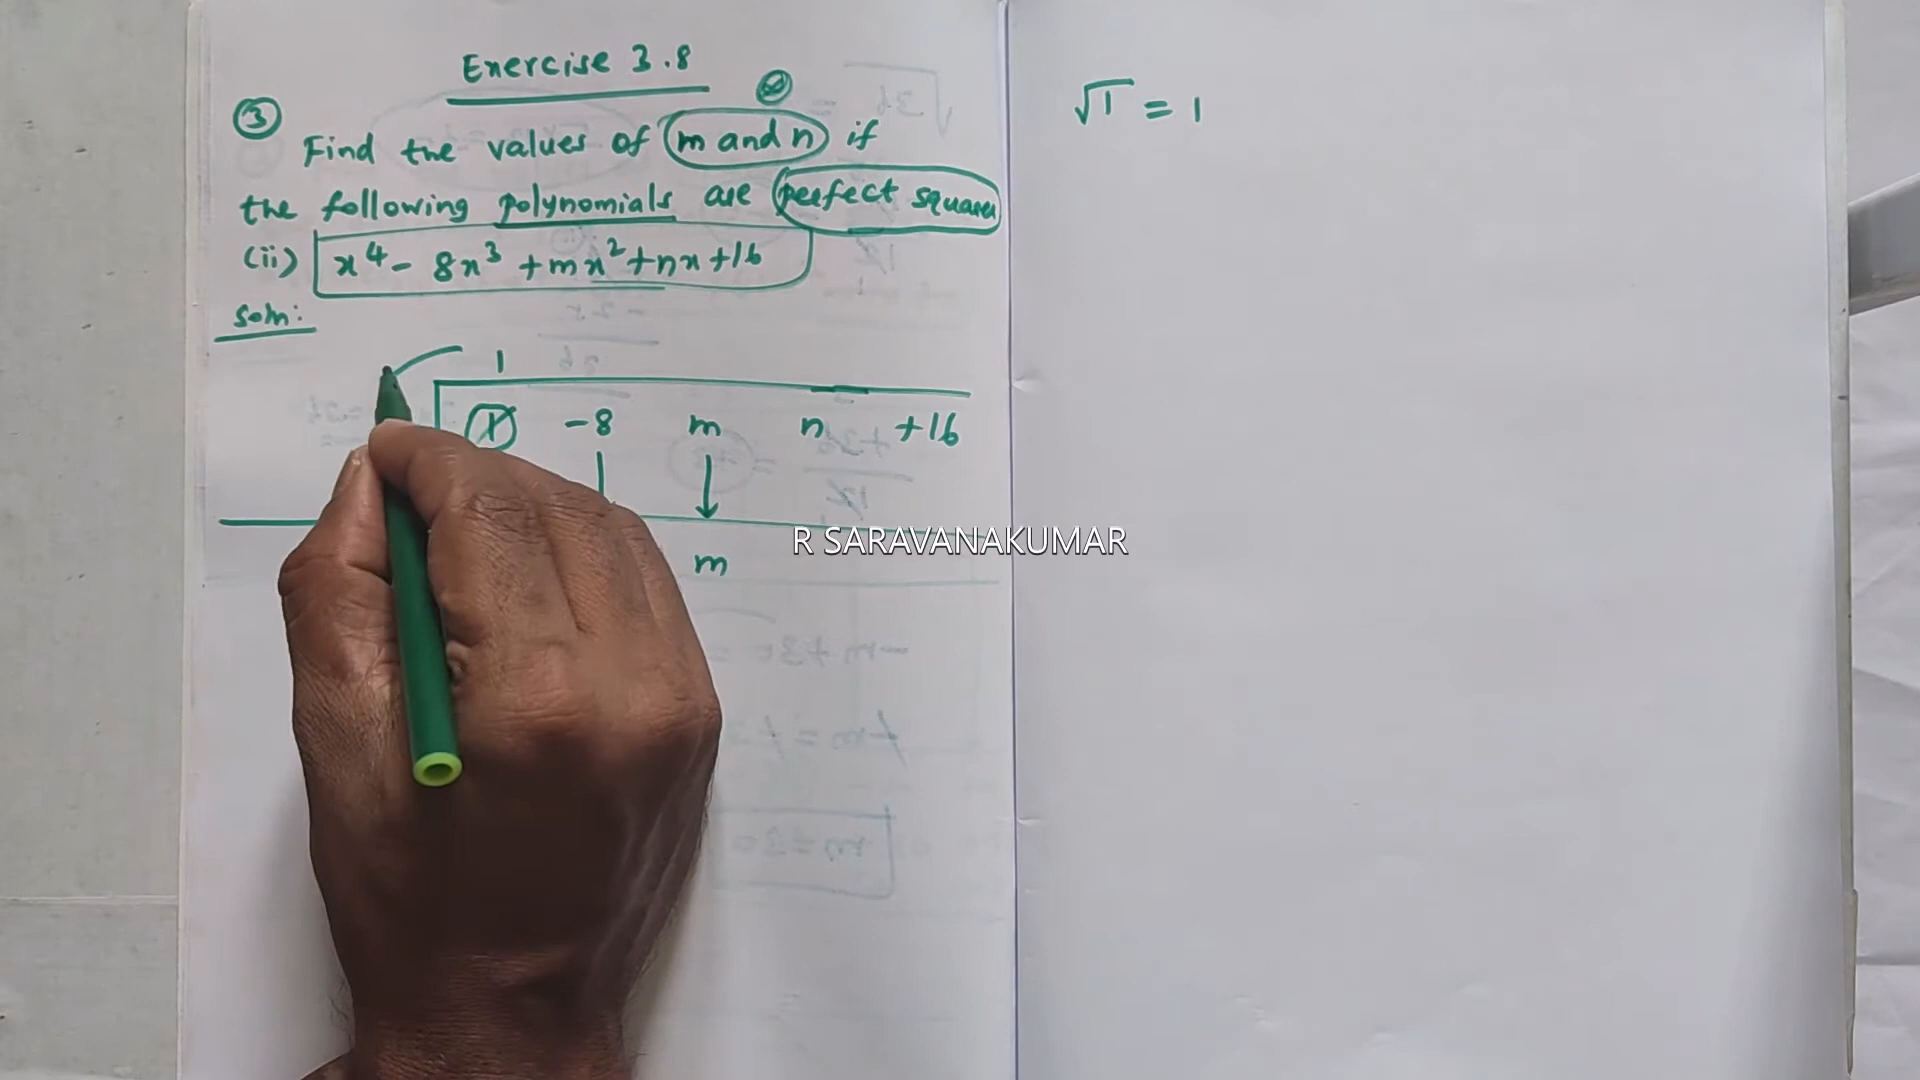 Exercise 3.8
③ Find the values of m and n if
the following polynomials are perfect squares
(ii) x⁴ - 8x³ + mx² + nx + 16
soln:
1
1 -8 m n +16
m
√1 = 1
R SARAVANAKUMAR